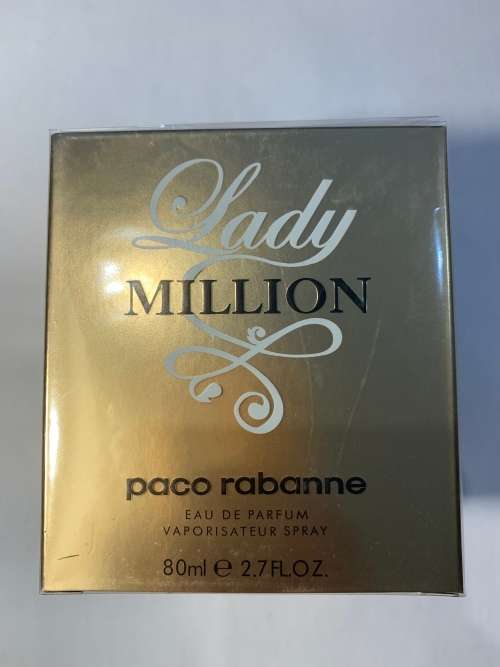 Lady
MILLION
paco rabanne
EAU DE PARFUM
VAPORISATEUR SPRAY
80ml ℮ 2.7FL.OZ.